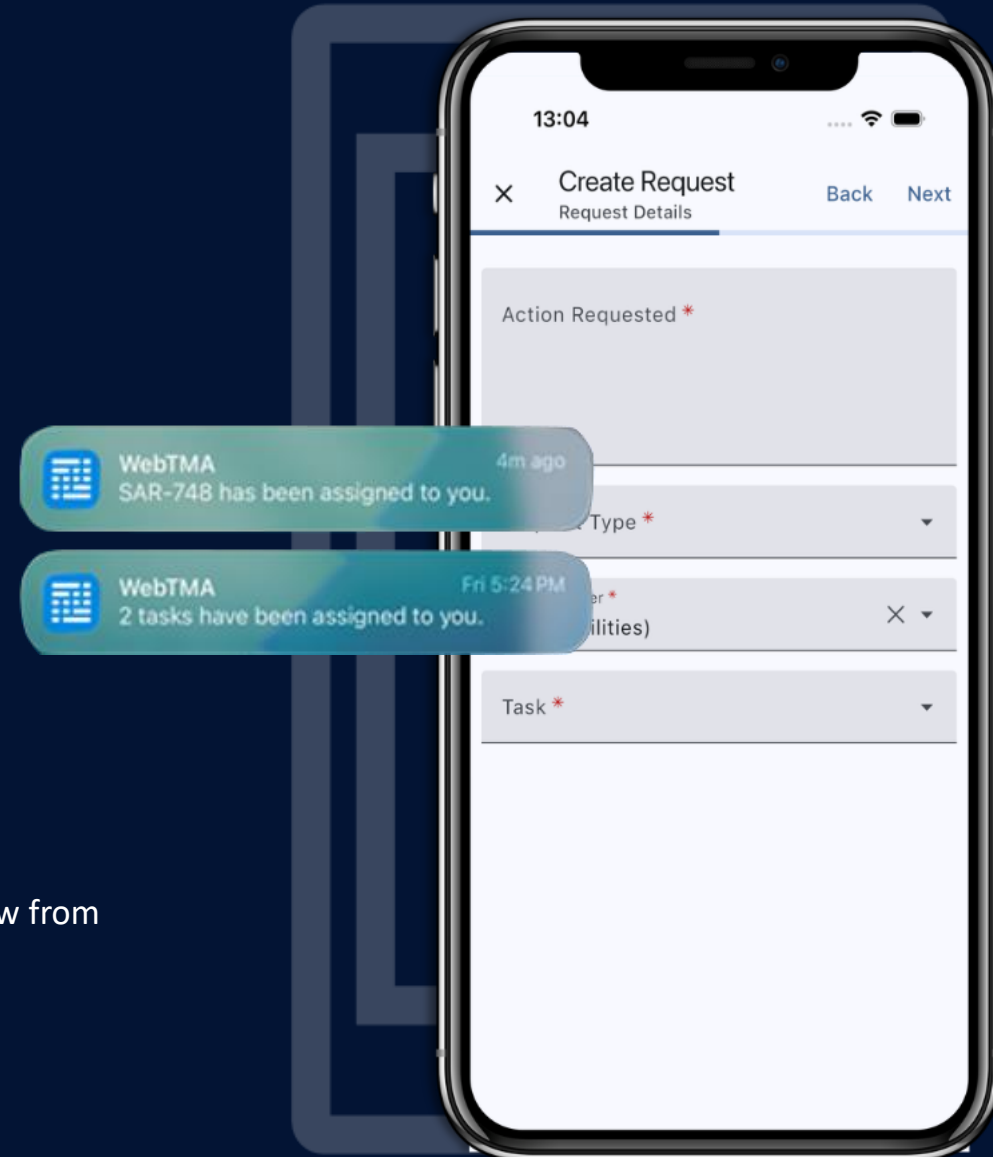 13:04
Create Request
Back Next
Request Details
Action Requested *
WebTMA 4m ago
SAR-748 has been assigned to you.
Type *
WebTMA Fri 5:24 PM
2 tasks have been assigned to you.
Task *
from